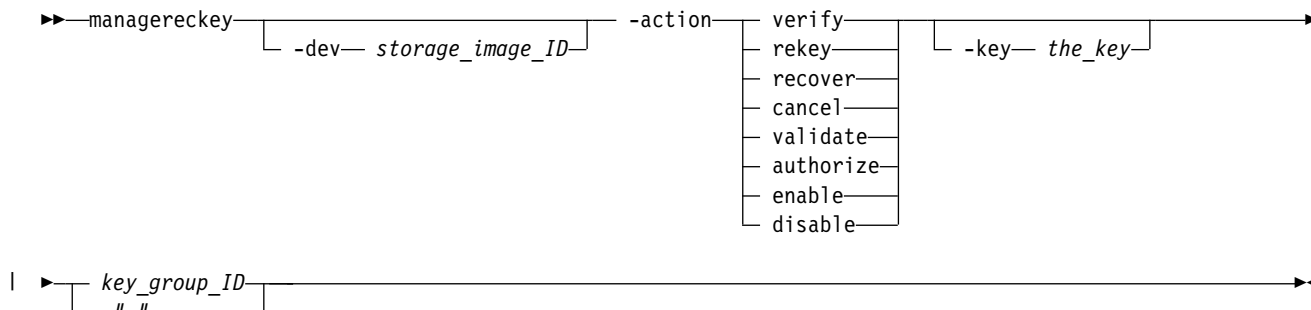 managereckey -dev storage_image_ID -action verify -key the_key
rekey
recover
cancel
validate
authorize
enable
disable
| key_group_ID
" "